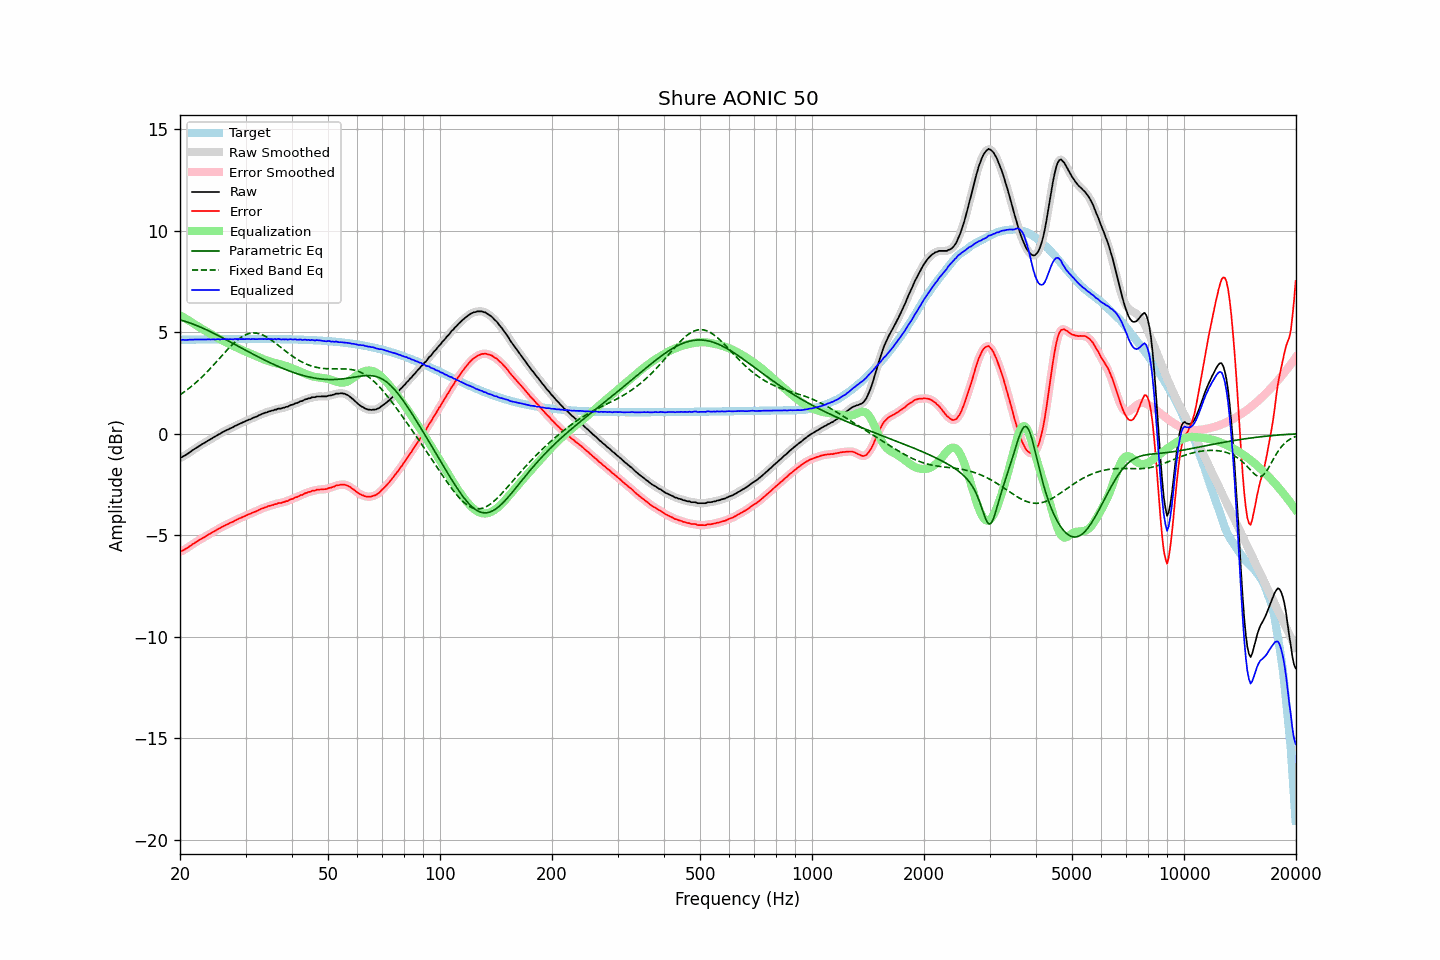 Shure AONIC 50
Target
Raw Smoothed
Error Smoothed
Raw
Error
Equalization
Parametric Eq
Fixed Band Eq
Equalized
Amplitude (dBr)
15
10
5
0
−5
−10
−15
−20
20 50 100 200 500 1000 2000 5000 10000 20000
Frequency (Hz)